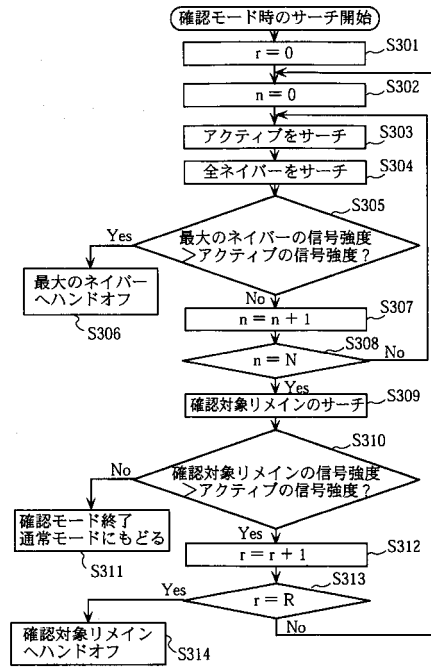 確認モード時のサーチ開始
r = 0
S301
n = 0
S302
アクティブをサーチ
S303
全ネイバーをサーチ
S304
S305
最大のネイバーの信号強度
>アクティブの信号強度?
Yes
最大のネイバー
へハンドオフ
S306
No
n = n + 1
S307
S308
n = N
No
Yes
S309
確認対象リメインのサーチ
S310
確認対象リメインの信号強度
>アクティブの信号強度?
No
確認モード終了
通常モードにもどる
S311
Yes
r = r + 1
S312
S313
r = R
Yes
確認対象リメイン
へハンドオフ
S314
No